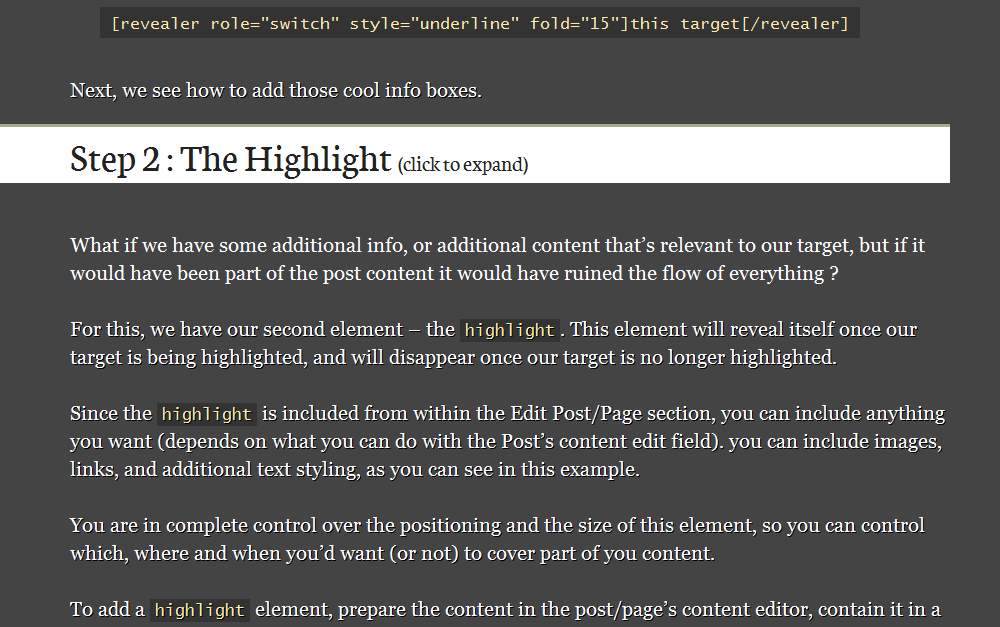 [revealer role="switch" style="underline" fold="15"]this target[/revealer]
Next, we see how to add those cool info boxes.
Step 2 : The Highlight (click to expand)
What if we have some additional info, or additional content that’s relevant to our target, but if it
would have been part of the post content it would have ruined the flow of everything ?
For this, we have our second element – the highlight. This element will reveal itself once our
target is being highlighted, and will disappear once our target is no longer highlighted.
Since the highlight is included from within the Edit Post/Page section, you can include anything
you want (depends on what you can do with the Post’s content edit field). you can include images,
links, and additional text styling, as you can see in this example.
You are in complete control over the positioning and the size of this element, so you can control
which, where and when you’d want (or not) to cover part of you content.
To add a highlight element, prepare the content in the post/page’s content editor, contain it in a